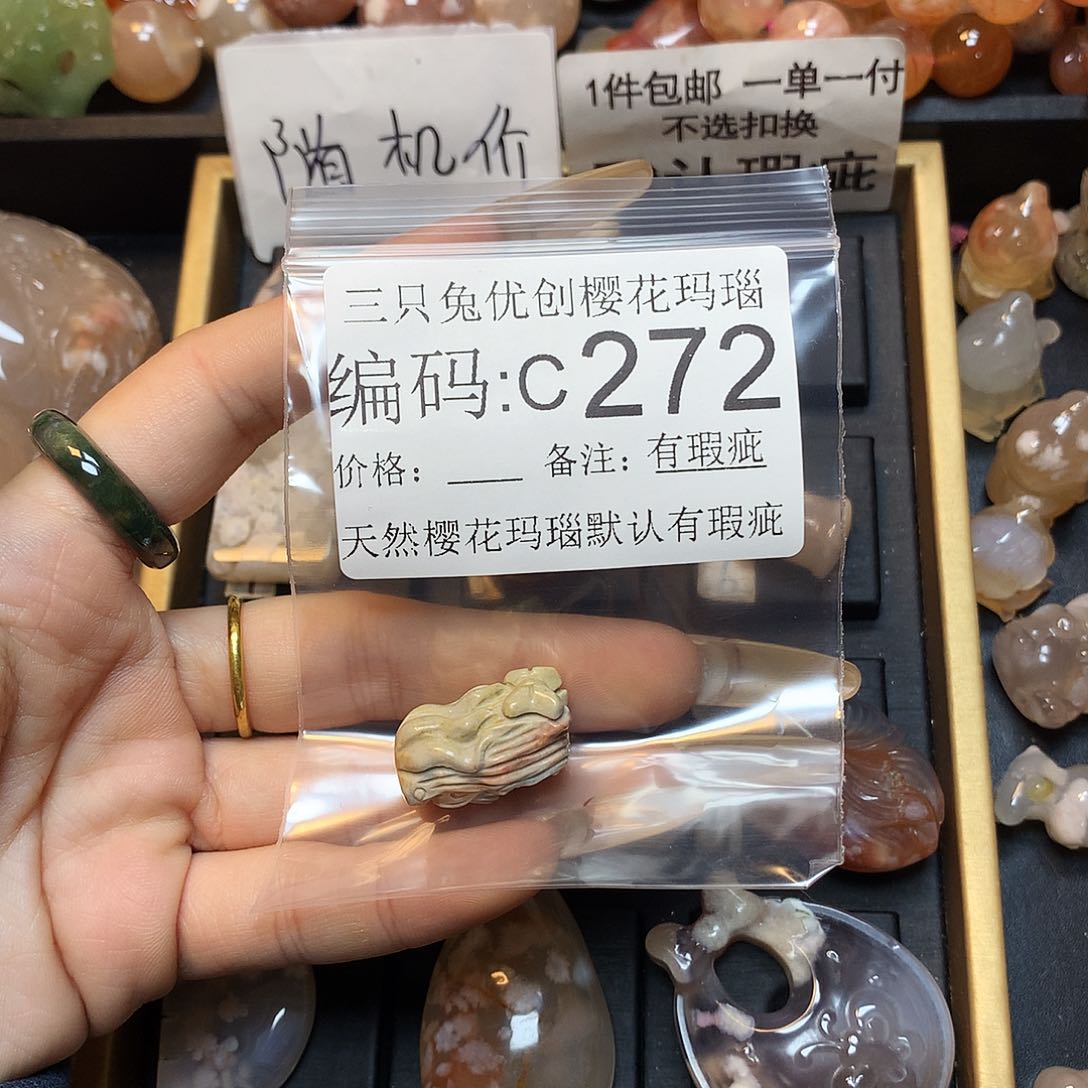 随机价
1件包邮 一单一付
不选扣换
默认瑕疵
三只兔优创樱花玛瑙
编码:C272
价格：___ 备注：有瑕疵
天然樱花玛瑙默认有瑕疵